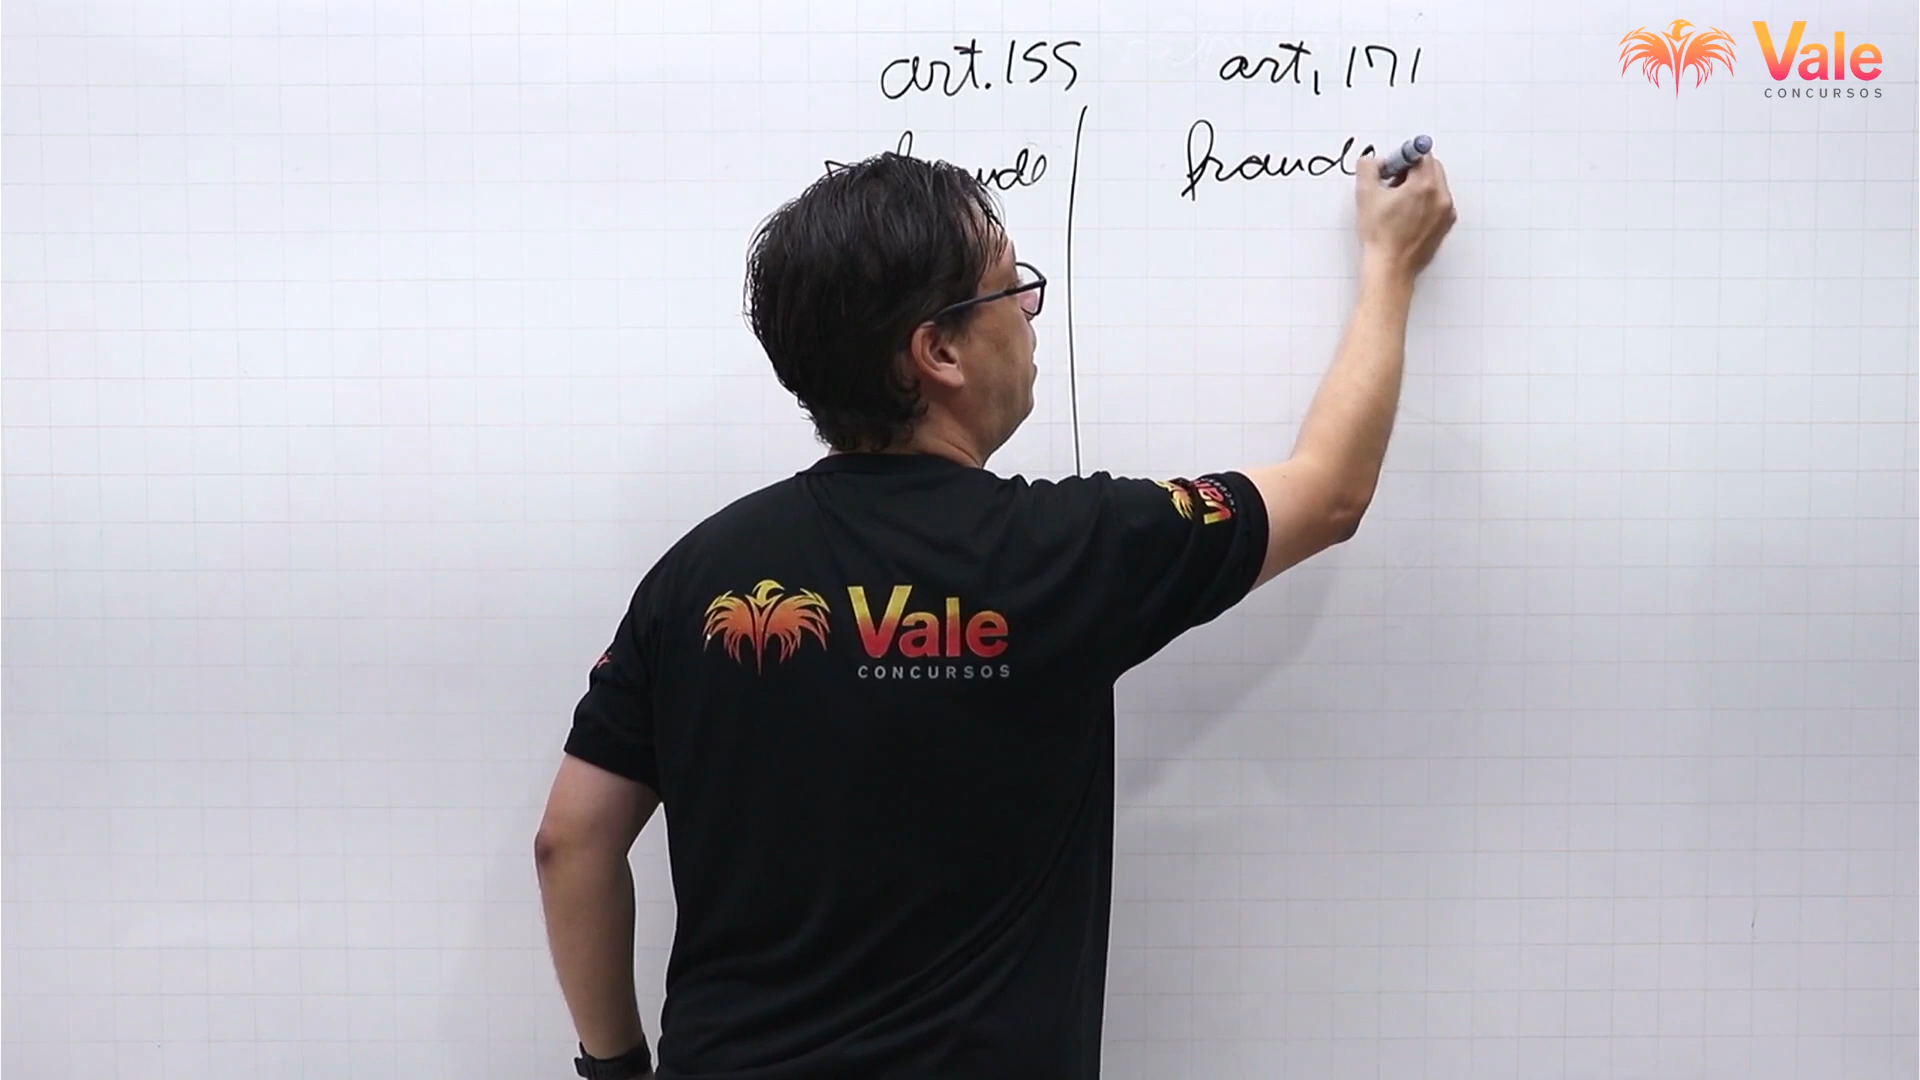 art. 155 art, 171
fraude
Vale
CONCURSOS
Vale
CONCURSOS